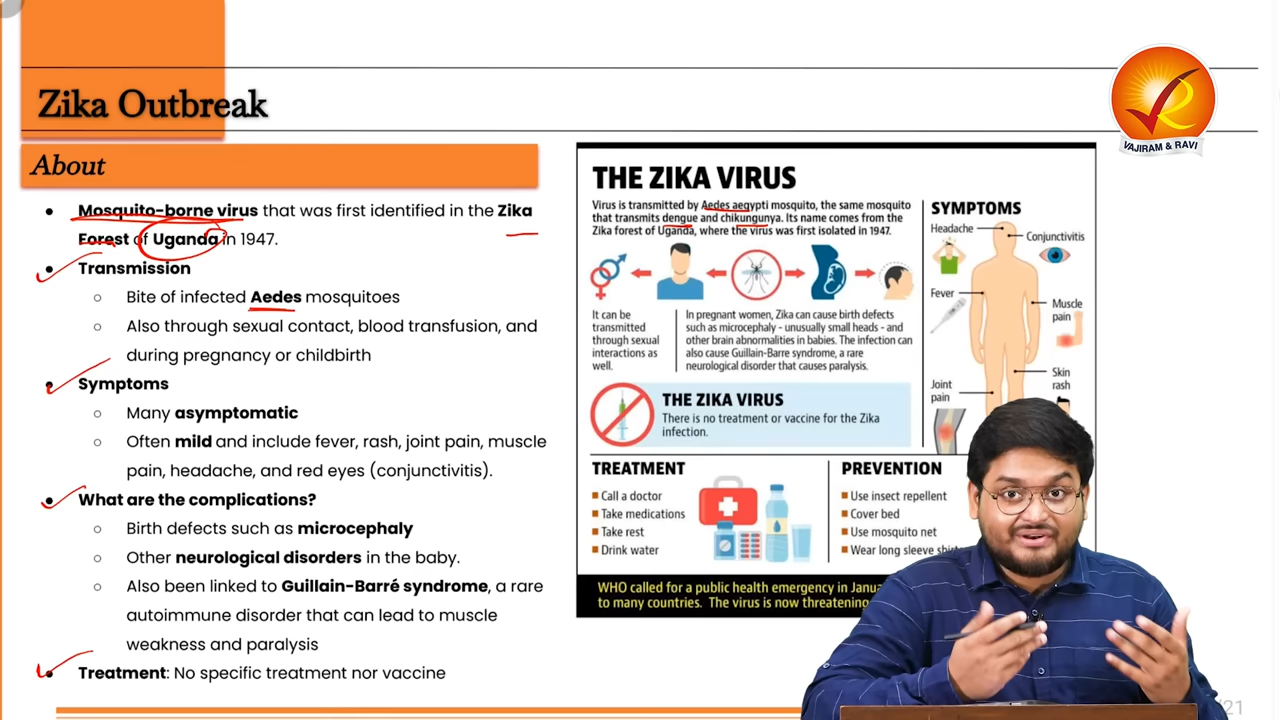 Zika Outbreak
VAJIRAM & RAVI
About
Mosquito-borne virus that was first identified in the Zika
Forest of Uganda in 1947.
Transmission
Bite of infected Aedes mosquitoes
Also through sexual contact, blood transfusion, and
during pregnancy or childbirth
Symptoms
Many asymptomatic
Often mild and include fever, rash, joint pain, muscle
pain, headache, and red eyes (conjunctivitis).
What are the complications?
Birth defects such as microcephaly
Other neurological disorders in the baby.
Also been linked to Guillain-Barré syndrome, a rare
autoimmune disorder that can lead to muscle
weakness and paralysis
Treatment: No specific treatment nor vaccine
THE ZIKA VIRUS
Virus is transmitted by Aedes aegypti mosquito, the same mosquito
that transmits dengue and chikungunya. Its name comes from the
Zika forest of Uganda, where the virus was first isolated in 1947.
It can be
transmitted
through sexual
interactions as
well.
In pregnant women, Zika can cause birth defects
such as microcephaly - unusually small heads - and
other brain abnormalities in babies. The infection can
also cause Guillain-Barre syndrome, a rare
neurological disorder that causes paralysis.
THE ZIKA VIRUS
There is no treatment or vaccine for the Zika
infection.
SYMPTOMS
Headache
Conjunctivitis
Fever
Muscle
pain
Skin
rash
Joint
pain
TREATMENT
Call a doctor
Take medications
Take rest
Drink water
PREVENTION
Use insect repellent
Cover bed
Use mosquito net
Wear long sleeve
WHO called for a public health emergency in
to many countries. The virus is now threatening
21